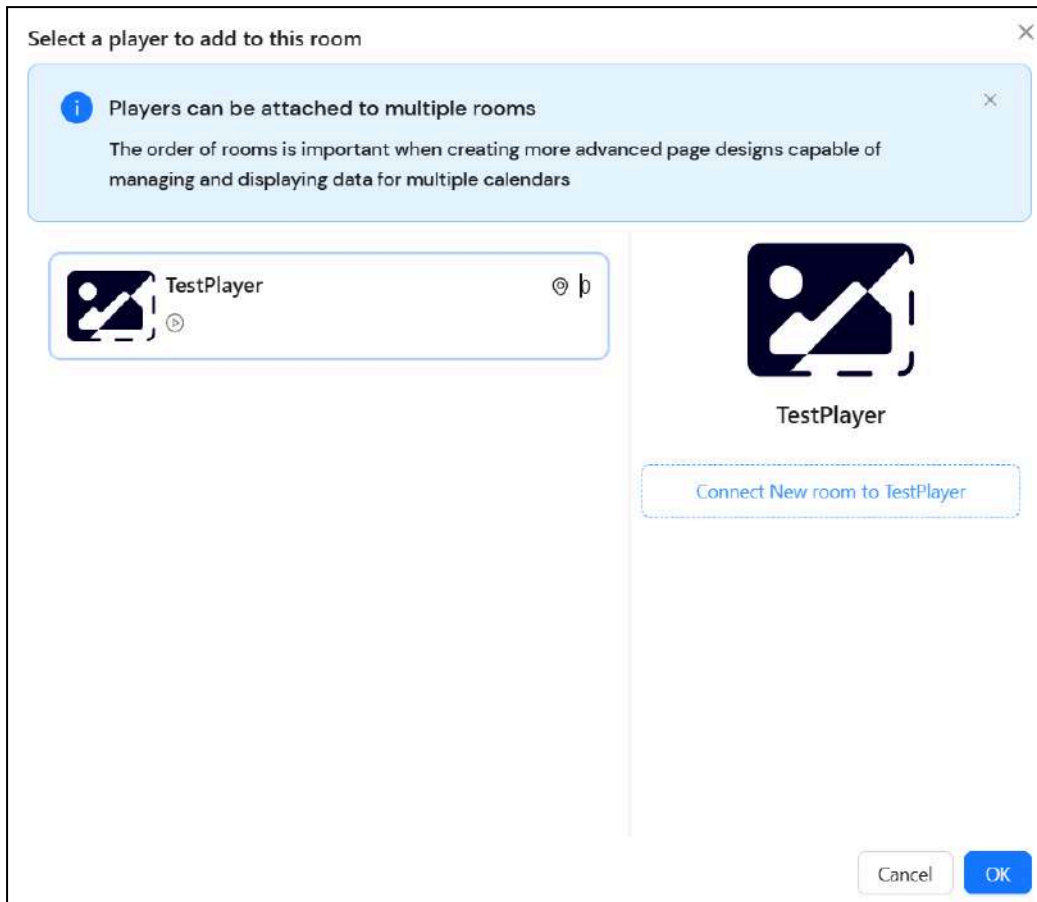 Select a player to add to this room
Players can be attached to multiple rooms
The order of rooms is important when creating more advanced page designs capable of
managing and displaying data for multiple calendars
TestPlayer
0
TestPlayer
Connect New room to TestPlayer
Cancel
OK